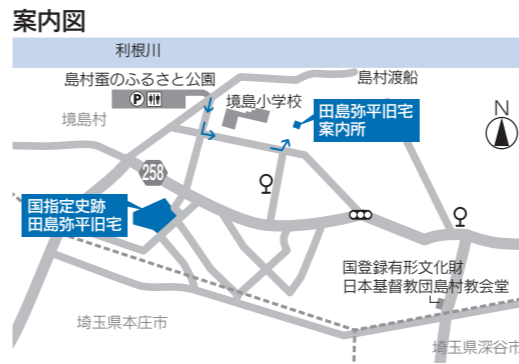 案内図
利根川
島村蚕のふるさと公園
P
島村渡船
境島小学校
田島弥平旧宅
案内所
境島村
N
258
国指定史跡
田島弥平旧宅
国登録有形文化財
日本基督教団島村教会堂
埼玉県本庄市
埼玉県深谷市